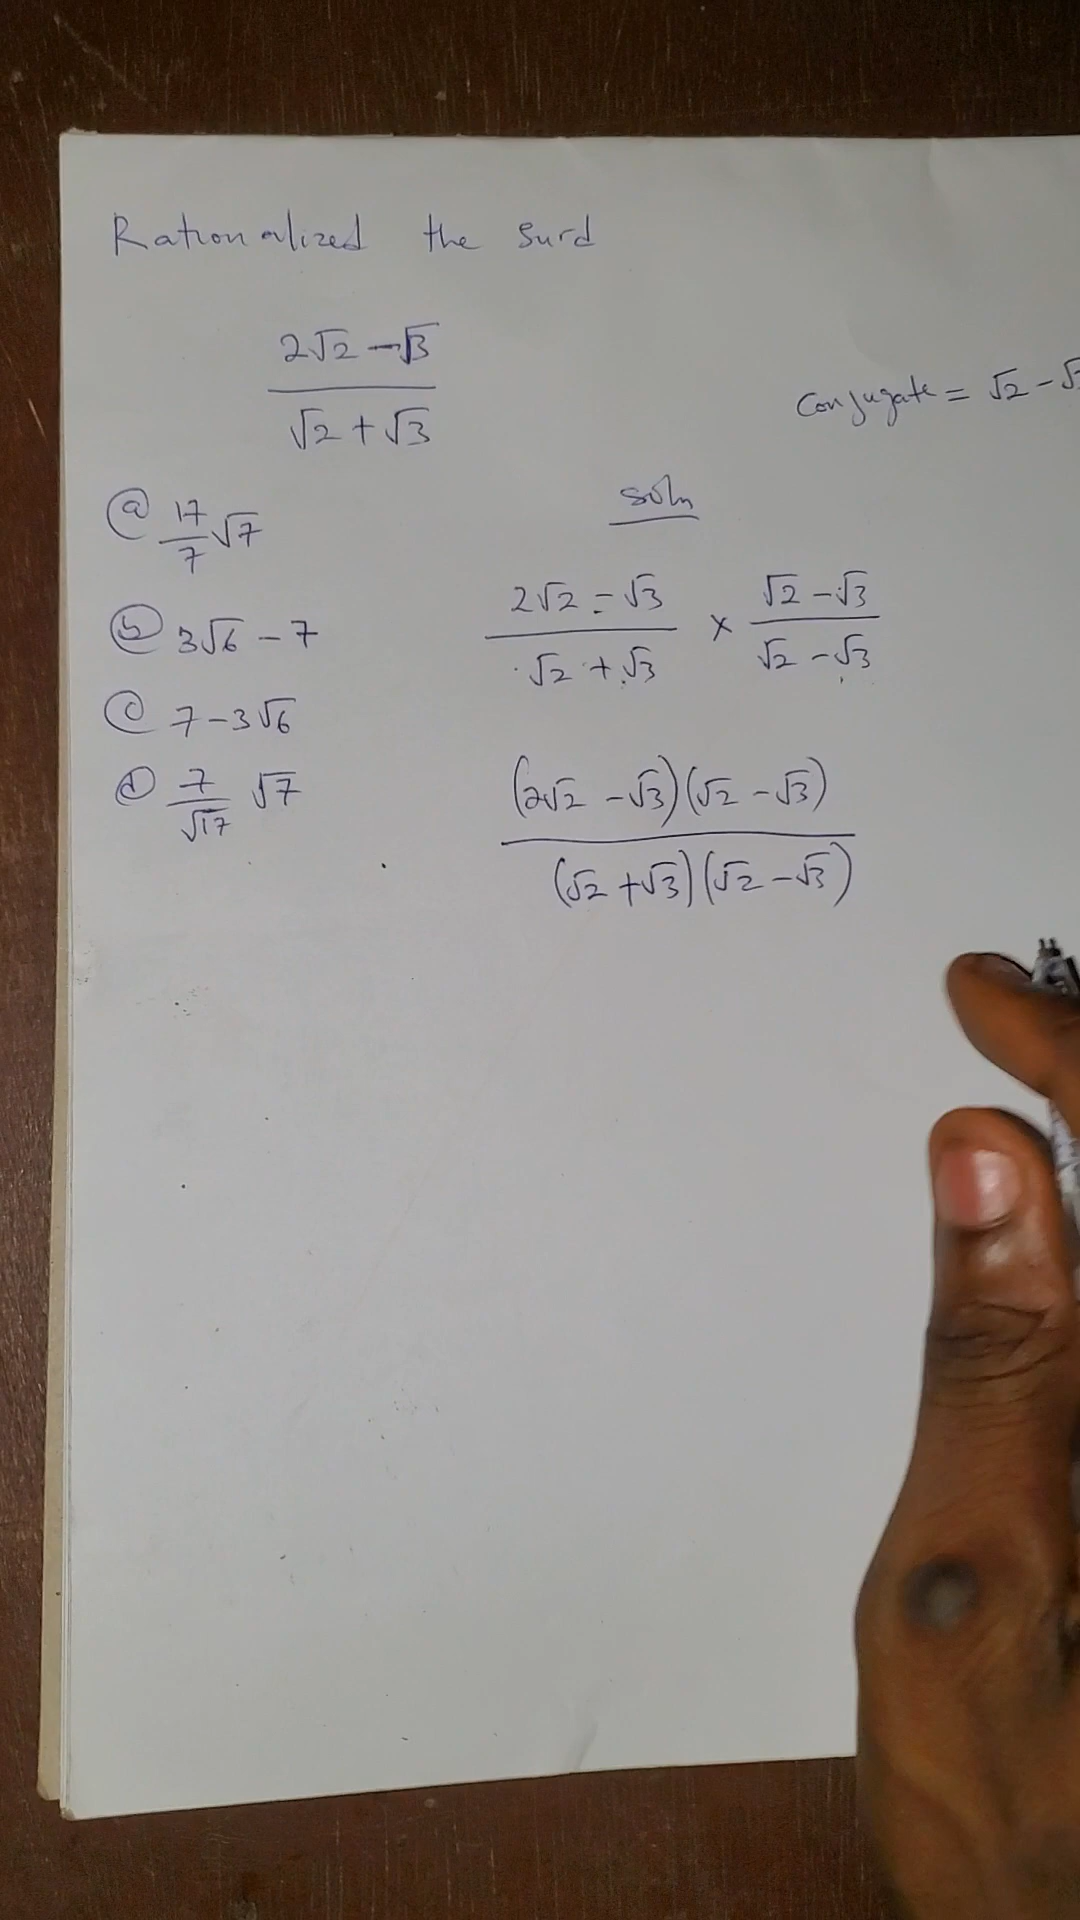 Rationalized the surd
2√2 - √3
√2 + √3
Conjugate = √2 - √
soln
ⓐ 17/7 √7
2√2 - √3 / √2 + √3 × √2 - √3 / √2 - √3
ⓑ 3√6 - 7
ⓒ 7 - 3√6
ⓓ 7/√17 √7
(2√2 - √3)(√2 - √3)
(√2 + √3)(√2 - √3)